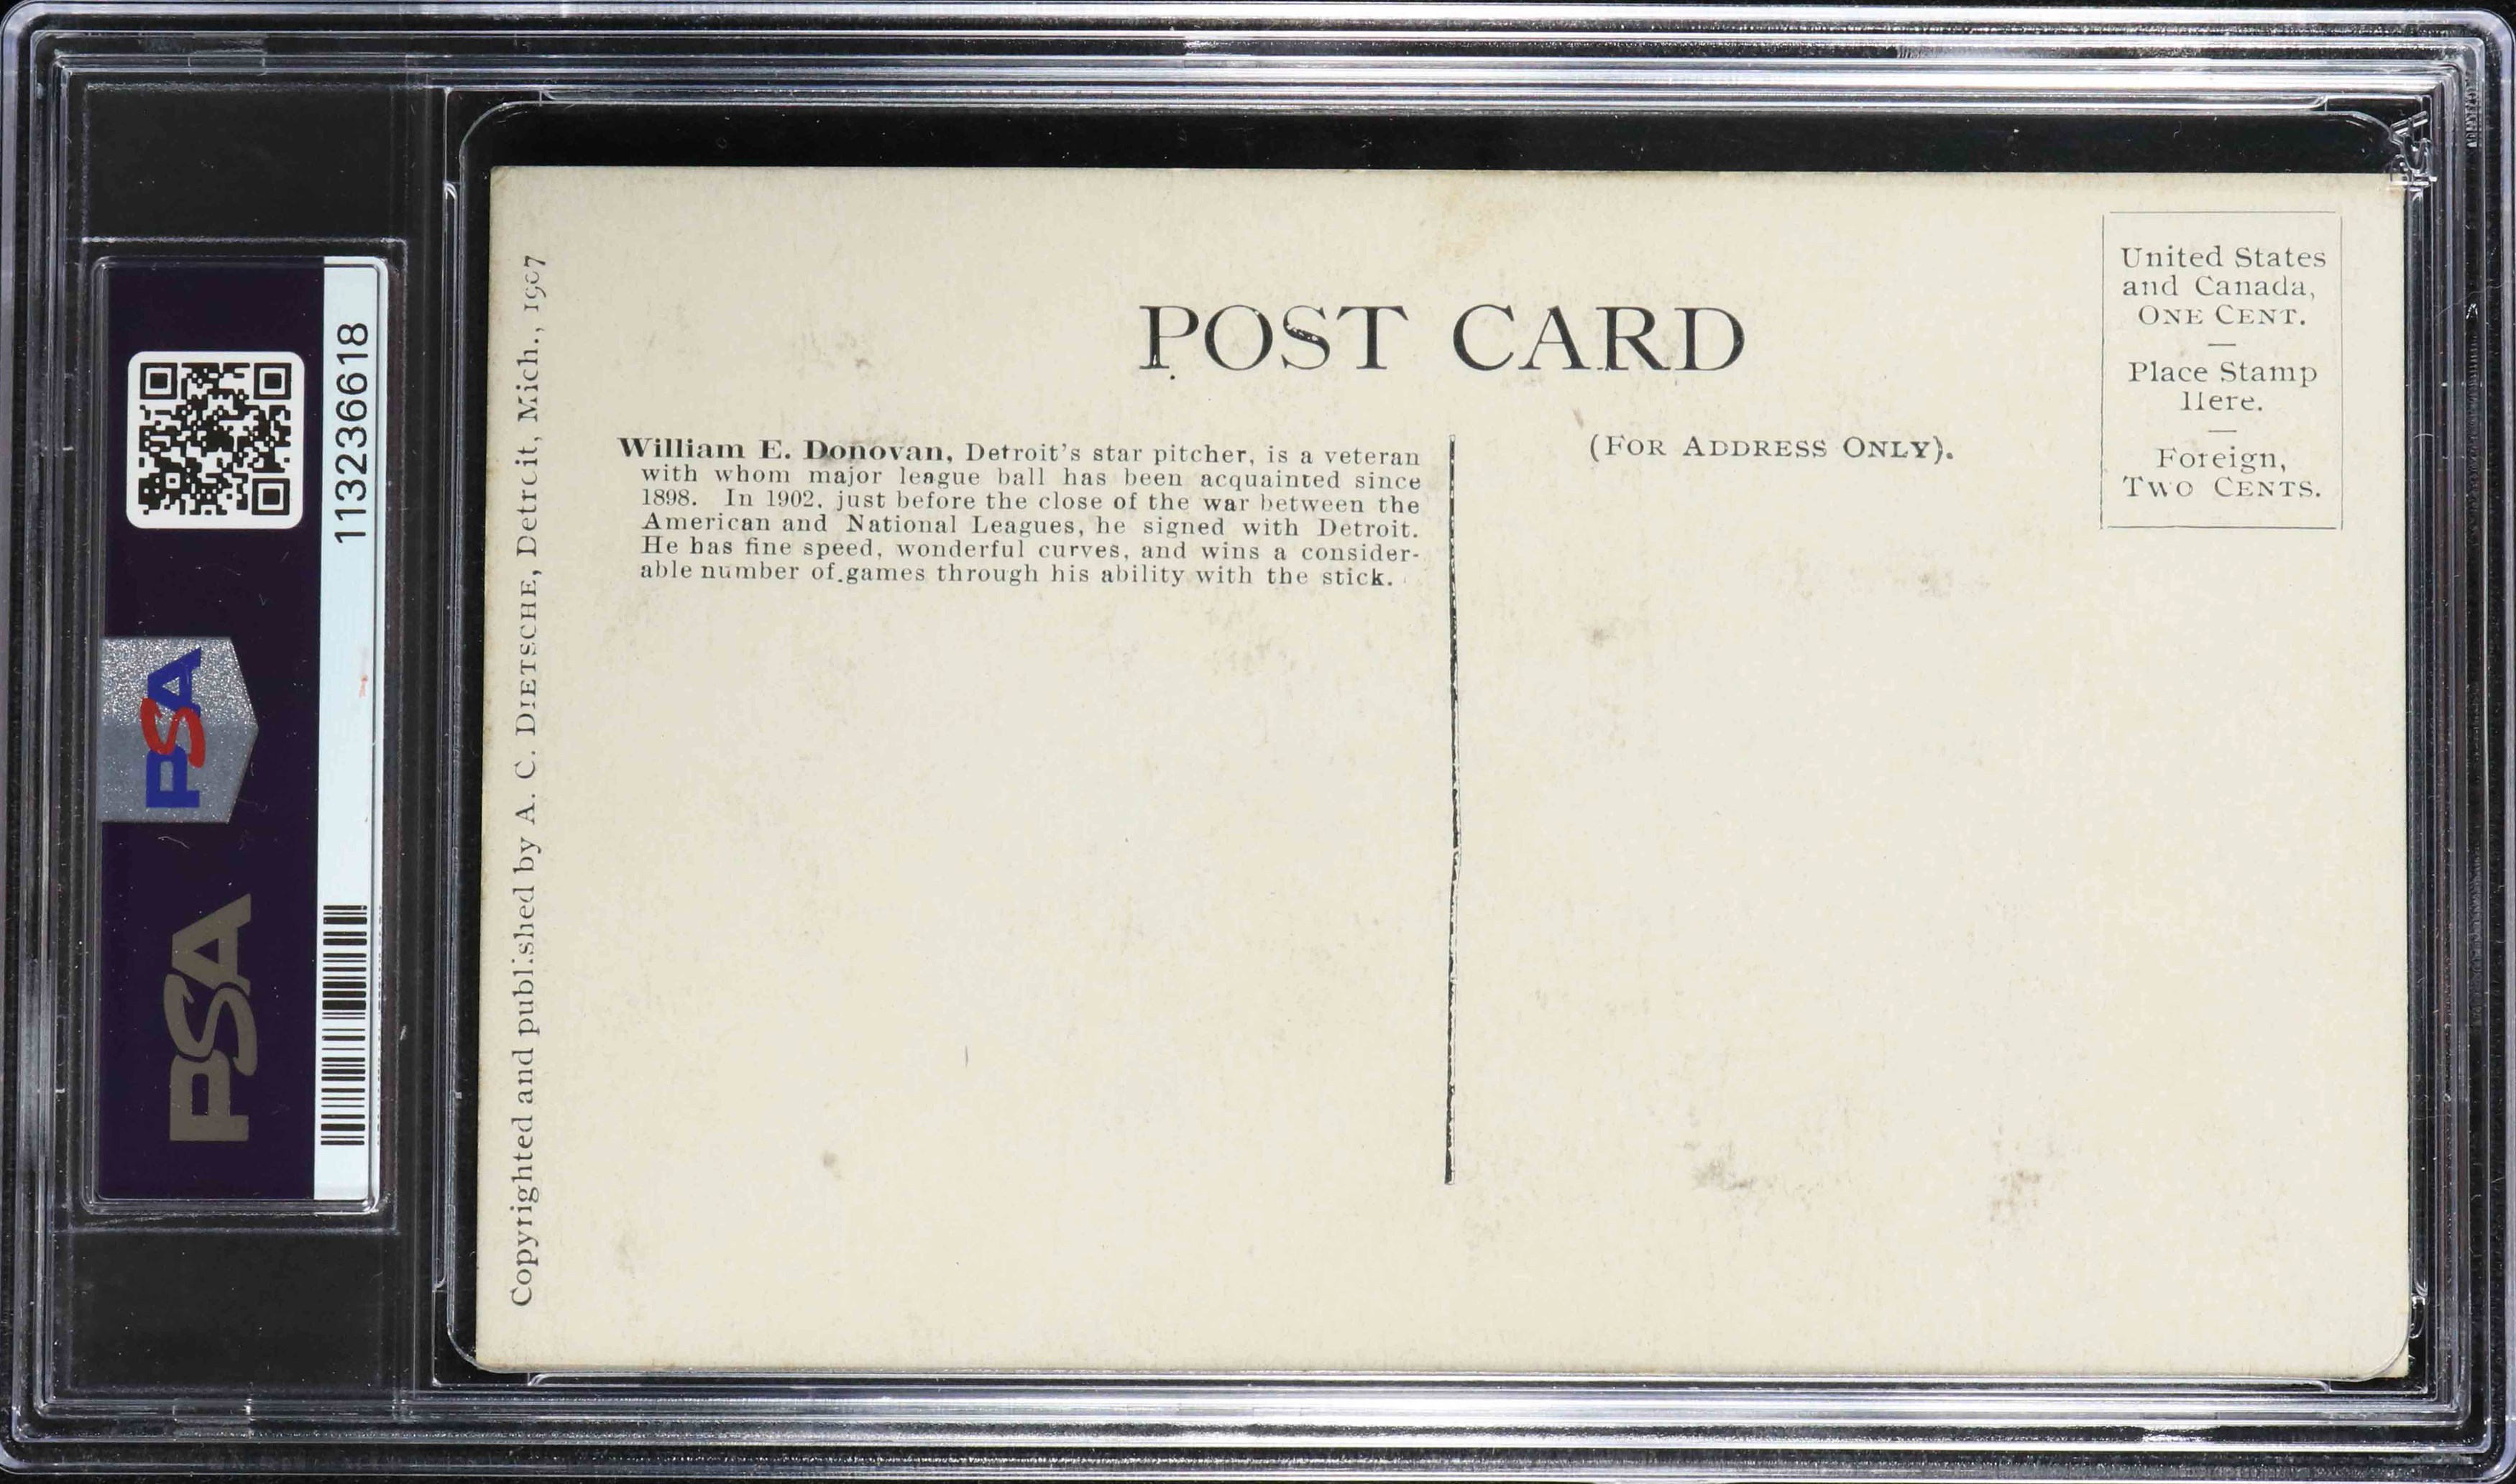 113236618
PSA
PSA
Copyrighted and published by A. C. DIETSCHE, Detroit, Mich., 1907
POST CARD
William E. Donovan, Detroit's star pitcher, is a veteran
with whom major league ball has been acquainted since
1898. In 1902, just before the close of the war between the
American and National Leagues, he signed with Detroit.
He has fine speed, wonderful curves, and wins a consider-
able number of games through his ability with the stick.
(FOR ADDRESS ONLY).
United States
and Canada,
ONE CENT.
Place Stamp
Here.
Foreign,
TWO CENTS.
PSA